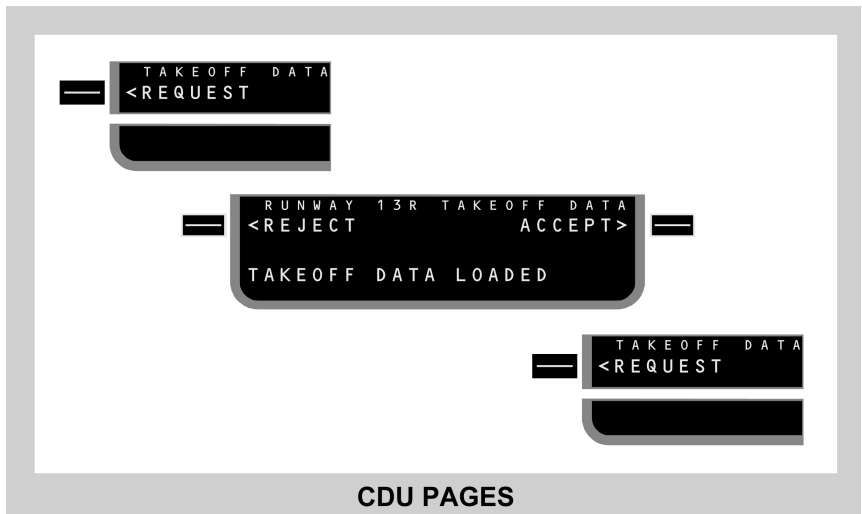 TAKEOFF DATA
<REQUEST
RUNWAY 13R TAKEOFF DATA
<REJECT ACCEPT>
TAKEOFF DATA LOADED
TAKEOFF DATA
<REQUEST
CDU PAGES